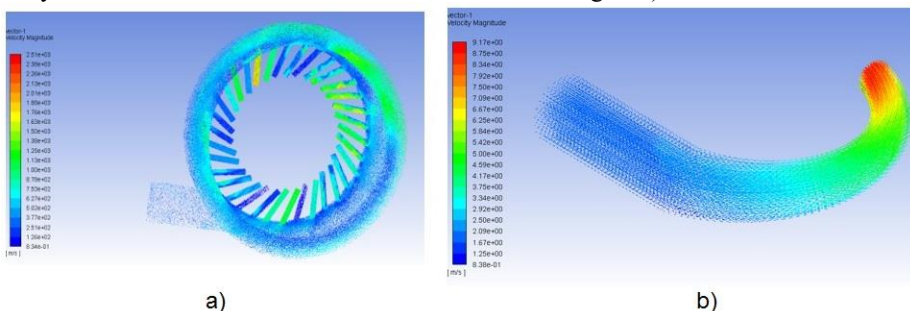 vector-1
Velocity Magnitude
2.51e+03
2.38e+03
2.26e+03
2.13e+03
2.01e+03
1.88e+03
1.76e+03
1.63e+03
1.50e+03
1.38e+03
1.25e+03
1.13e+03
1.00e+03
8.79e+02
7.53e+02
6.27e+02
5.02e+02
3.77e+02
2.51e+02
1.26e+02
8.34e-01
[ m/s ]
a)
vector-1
Velocity Magnitude
9.17e+00
8.75e+00
8.34e+00
7.92e+00
7.50e+00
7.09e+00
6.67e+00
6.25e+00
5.84e+00
5.42e+00
5.00e+00
4.59e+00
4.17e+00
3.75e+00
3.34e+00
2.92e+00
2.50e+00
2.09e+00
1.67e+00
1.25e+00
8.38e-01
[ m/s ]
b)